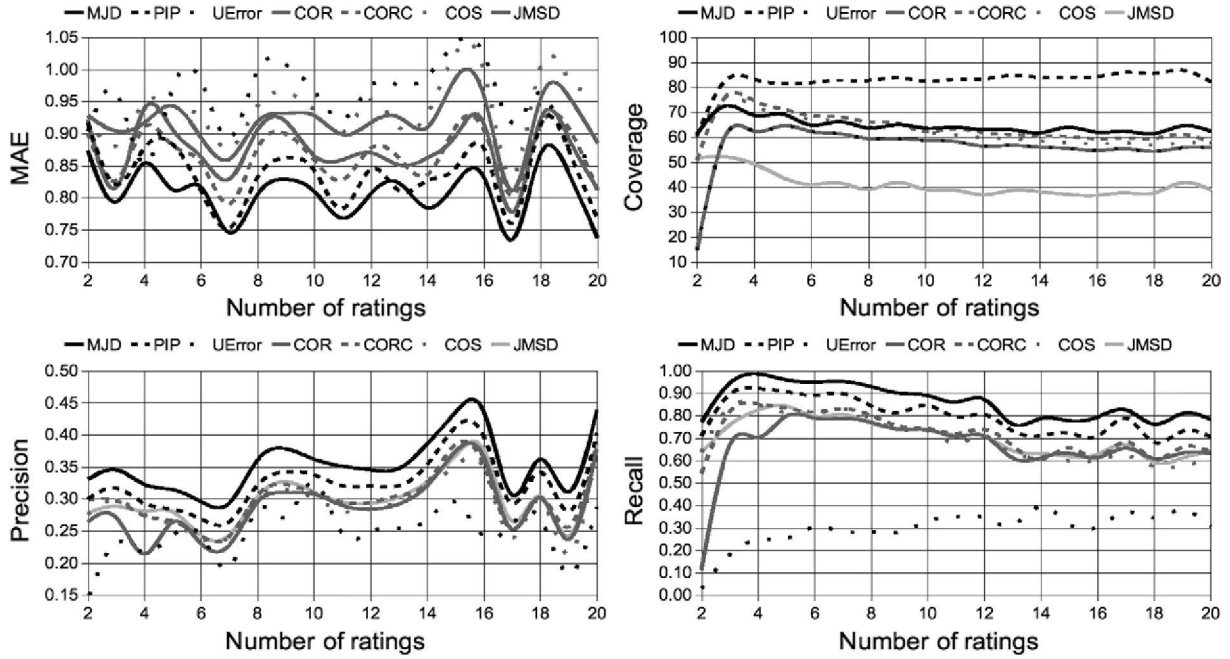 MJD PIP UError COR CORC COS JMSD
1.05
1.00
0.95
0.90
0.85
0.80
0.75
0.70
MAE
2 4 6 8 10 12 14 16 18 20
Number of ratings
MJD PIP UError COR CORC COS JMSD
100
90
80
70
60
50
40
30
20
10
Coverage
2 4 6 8 10 12 14 16 18 20
Number of ratings
MJD PIP UError COR CORC COS JMSD
0.50
0.45
0.40
0.35
0.30
0.25
0.20
0.15
Precision
2 4 6 8 10 12 14 16 18 20
Number of ratings
MJD PIP UError COR CORC COS JMSD
1.00
0.90
0.80
0.70
0.60
0.50
0.40
0.30
0.20
0.10
0.00
Recall
2 4 6 8 10 12 14 16 18 20
Number of ratings